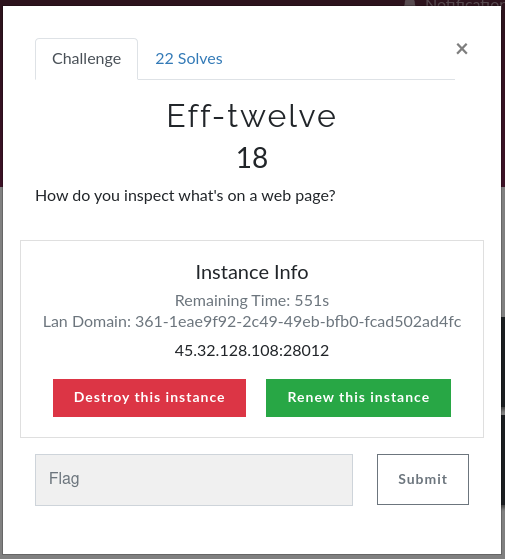 Notification
Challenge
22 Solves
×
Eff-twelve
18
How do you inspect what's on a web page?
Instance Info
Remaining Time: 551s
Lan Domain: 361-1eae9f92-2c49-49eb-bfb0-fcad502ad4fc
45.32.128.108:28012
Destroy this instance
Renew this instance
Flag
Submit